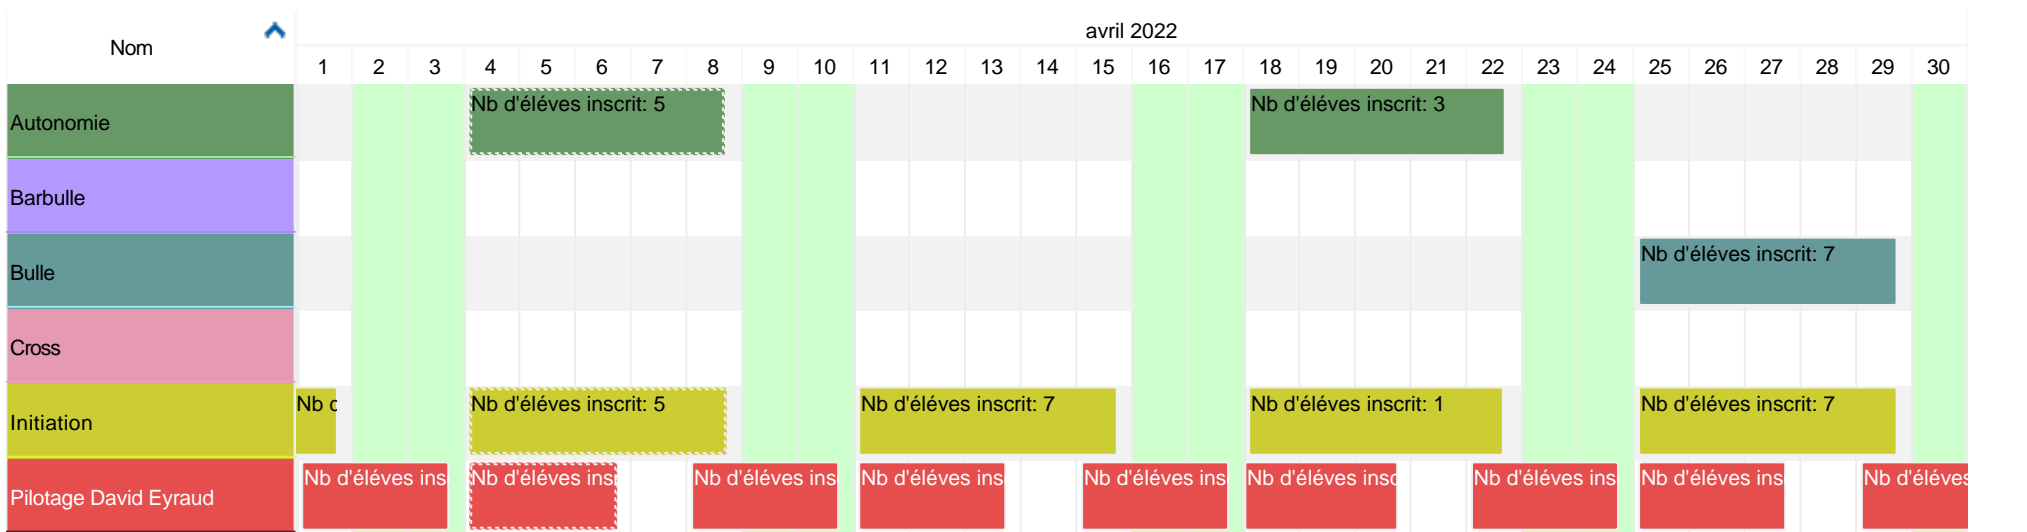 Nom
avril 2022
1 2 3 4 5 6 7 8 9 10 11 12 13 14 15 16 17 18 19 20 21 22 23 24 25 26 27 28 29 30
Autonomie
Nb d'éléves inscrit: 5
Nb d'éléves inscrit: 3
Barbulle
Bulle
Nb d'éléves inscrit: 7
Cross
Initiation
Nb
Nb d'éléves inscrit: 5
Nb d'éléves inscrit: 7
Nb d'éléves inscrit: 1
Nb d'éléves inscrit: 7
Pilotage David Eyraud
Nb d'éléves ins
Nb d'éléves ins
Nb d'éléves ins
Nb d'éléves ins
Nb d'éléves ins
Nb d'éléves insc
Nb d'éléves ins
Nb d'éléves ins
Nb d'éléves